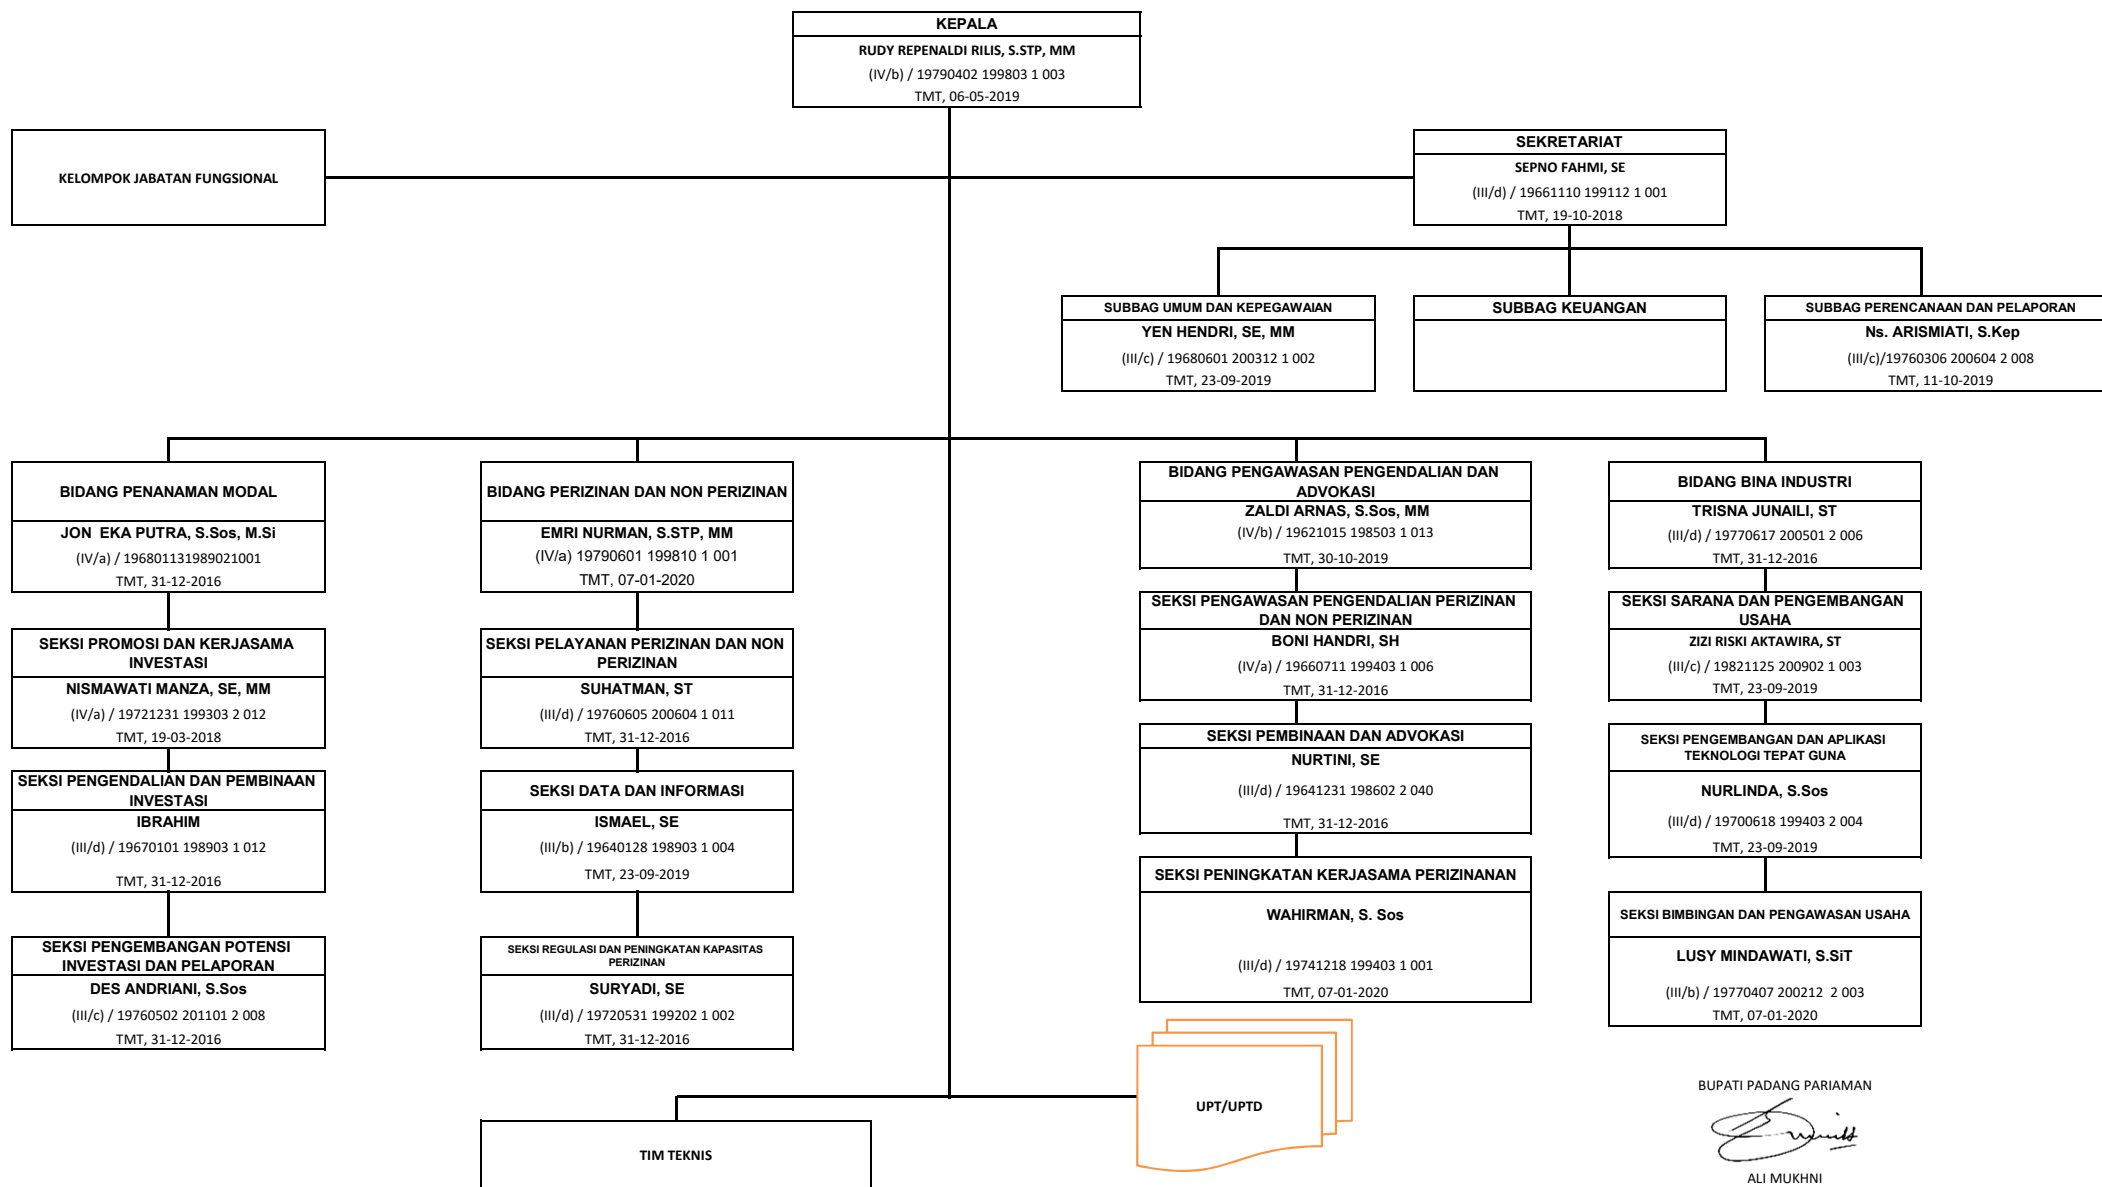 KEPALA
RUDY REPENALDI RILIS, S.STP, MM
(IV/b) / 19790402 199803 1 003
TMT, 06-05-2019
KELOMPOK JABATAN FUNGSIONAL
SEKRETARIAT
SEPNO FAHMI, SE
(III/d) / 19661110 199112 1 001
TMT, 19-10-2018
SUBBAG UMUM DAN KEPEGAWAIAN
YEN HENDRI, SE, MM
(III/c) / 19680601 200312 1 002
TMT, 23-09-2019
SUBBAG KEUANGAN
SUBBAG PERENCANAAN DAN PELAPORAN
Ns. ARISMIATI, S.Kep
(III/c)/19760306 200604 2 008
TMT, 11-10-2019
BIDANG PENANAMAN MODAL
JON  EKA PUTRA, S.Sos, M.Si
(IV/a) / 196801131989021001
TMT, 31-12-2016
SEKSI PROMOSI DAN KERJASAMA
INVESTASI
NISMAWATI MANZA, SE, MM
(IV/a) / 19721231 199303 2 012
TMT, 19-03-2018
SEKSI PENGENDALIAN DAN PEMBINAAN
INVESTASI
IBRAHIM
(III/d) / 19670101 198903 1 012
TMT, 31-12-2016
SEKSI PENGEMBANGAN POTENSI
INVESTASI DAN PELAPORAN
DES ANDRIANI, S.Sos
(III/c) / 19760502 201101 2 008
TMT, 31-12-2016
BIDANG PERIZINAN DAN NON PERIZINAN
EMRI NURMAN, S.STP, MM
(IV/a) 19790601 199810 1 001
TMT, 07-01-2020
SEKSI PELAYANAN PERIZINAN DAN NON
PERIZINAN
SUHATMAN, ST
(III/d) / 19760605 200604 1 011
TMT, 31-12-2016
SEKSI DATA DAN INFORMASI
ISMAEL, SE
(III/b) / 19640128 198903 1 004
TMT, 23-09-2019
SEKSI REGULASI DAN PENINGKATAN KAPASITAS
PERIZINAN
SURYADI, SE
(III/d) / 19720531 199202 1 002
TMT, 31-12-2016
BIDANG PENGAWASAN PENGENDALIAN DAN
ADVOKASI
ZALDI ARNAS, S.Sos, MM
(IV/b) / 19621015 198503 1 013
TMT, 30-10-2019
SEKSI PENGAWASAN PENGENDALIAN PERIZINAN
DAN NON PERIZINAN
BONI HANDRI, SH
(IV/a) / 19660711 199403 1 006
TMT, 31-12-2016
SEKSI PEMBINAAN DAN ADVOKASI
NURTINI, SE
(III/d) / 19641231 198602 2 040
TMT, 31-12-2016
SEKSI PENINGKATAN KERJASAMA PERIZINANAN
WAHIRMAN, S. Sos
(III/d) / 19741218 199403 1 001
TMT, 07-01-2020
BIDANG BINA INDUSTRI
TRISNA JUNAILI, ST
(III/d) / 19770617 200501 2 006
TMT, 31-12-2016
SEKSI SARANA DAN PENGEMBANGAN
USAHA
ZIZI RISKI AKTAWIRA, ST
(III/c) / 19821125 200902 1 003
TMT, 23-09-2019
SEKSI PENGEMBANGAN DAN APLIKASI
TEKNOLOGI TEPAT GUNA
NURLINDA, S.Sos
(III/d) / 19700618 199403 2 004
TMT, 23-09-2019
SEKSI BIMBINGAN DAN PENGAWASAN USAHA
LUSY MINDAWATI, S.SiT
(III/b) / 19770407 200212  2 003
TMT, 07-01-2020
UPT/UPTD
TIM TEKNIS
BUPATI PADANG PARIAMAN
ALI MUKHNI